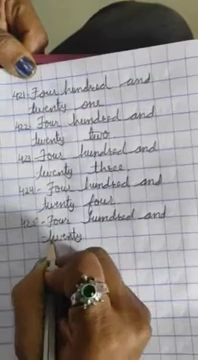 421- Four hundred and
twenty one
422- Four hundred and
twenty two
423- Four hundred and
twenty three
424- Four hundred and
twenty four
425- Four hundred and
twenty